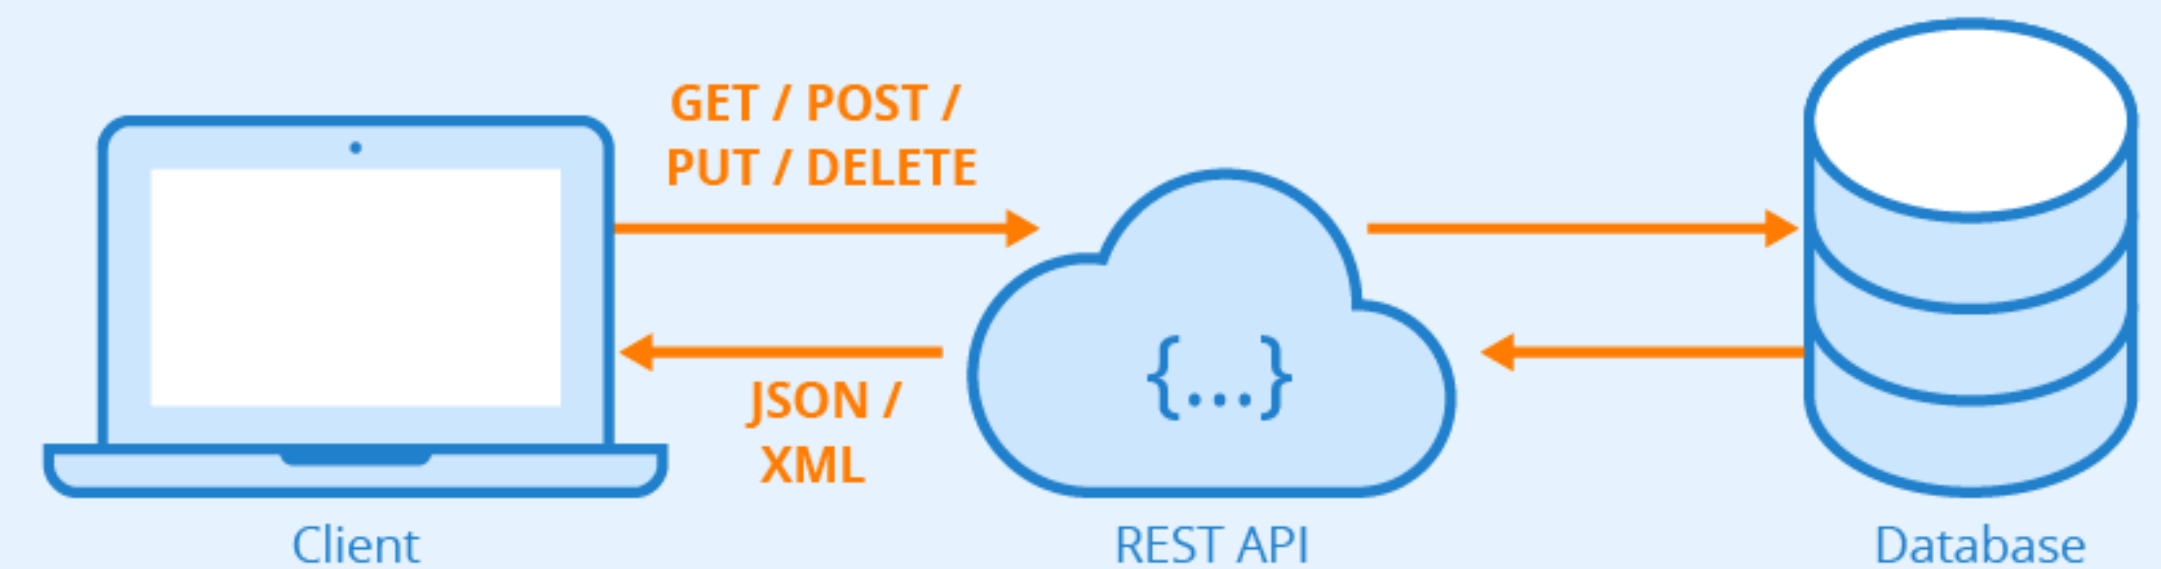 GET / POST /
PUT / DELETE
JSON /
XML
{...}
Client
REST API
Database